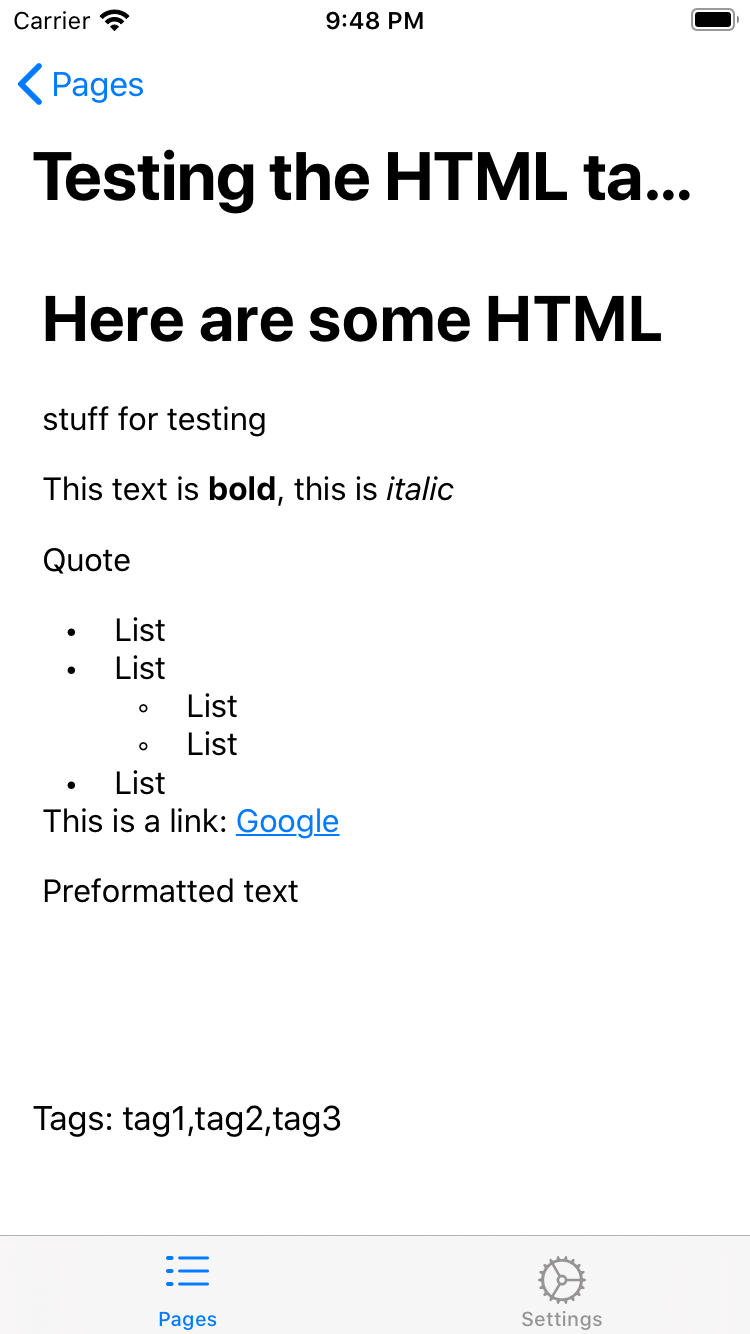 Carrier 9:48 PM
Pages
Testing the HTML ta...
Here are some HTML
stuff for testing
This text is bold, this is italic
Quote
• List
• List
◦ List
◦ List
• List
This is a link: Google
Preformatted text
Tags: tag1,tag2,tag3
Pages Settings